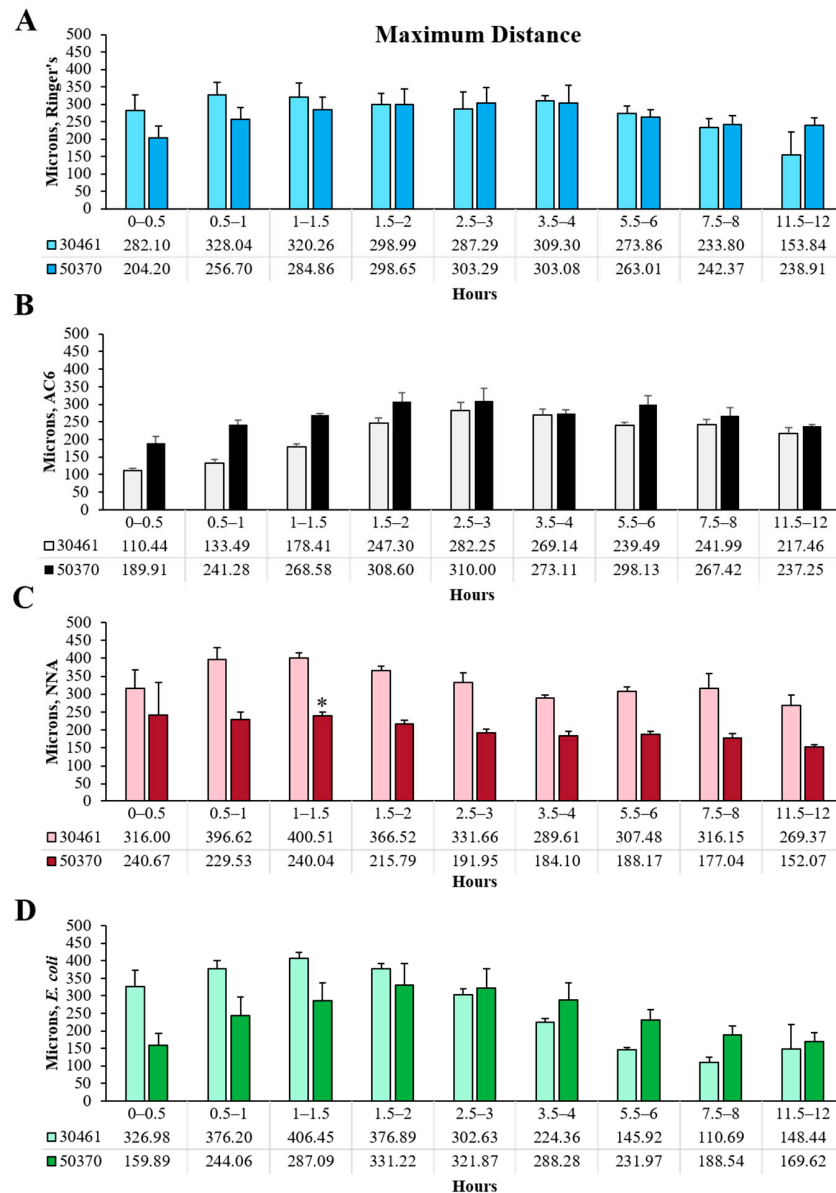 A
Maximum Distance
Microns, Ringer's
500
450
400
350
300
250
200
150
100
50
0
0–0.5 0.5–1 1–1.5 1.5–2 2.5–3 3.5–4 5.5–6 7.5–8 11.5–12
30461 282.10 328.04 320.26 298.99 287.29 309.30 273.86 233.80 153.84
50370 204.20 256.70 284.86 298.65 303.29 303.08 263.01 242.37 238.91
Hours
B
Microns, AC6
500
450
400
350
300
250
200
150
100
50
0
0–0.5 0.5–1 1–1.5 1.5–2 2.5–3 3.5–4 5.5–6 7.5–8 11.5–12
30461 110.44 133.49 178.41 247.30 282.25 269.14 239.49 241.99 217.46
50370 189.91 241.28 268.58 308.60 310.00 273.11 298.13 267.42 237.25
Hours
C
Microns, NNA
500
450
400
350
300
250
200
150
100
50
0
*
0–0.5 0.5–1 1–1.5 1.5–2 2.5–3 3.5–4 5.5–6 7.5–8 11.5–12
30461 316.00 396.62 400.51 366.52 331.66 289.61 307.48 316.15 269.37
50370 240.67 229.53 240.04 215.79 191.95 184.10 188.17 177.04 152.07
Hours
D
Microns, E. coli
500
450
400
350
300
250
200
150
100
50
0
0–0.5 0.5–1 1–1.5 1.5–2 2.5–3 3.5–4 5.5–6 7.5–8 11.5–12
30461 326.98 376.20 406.45 376.89 302.63 224.36 145.92 110.69 148.44
50370 159.89 244.06 287.09 331.22 321.87 288.28 231.97 188.54 169.62
Hours